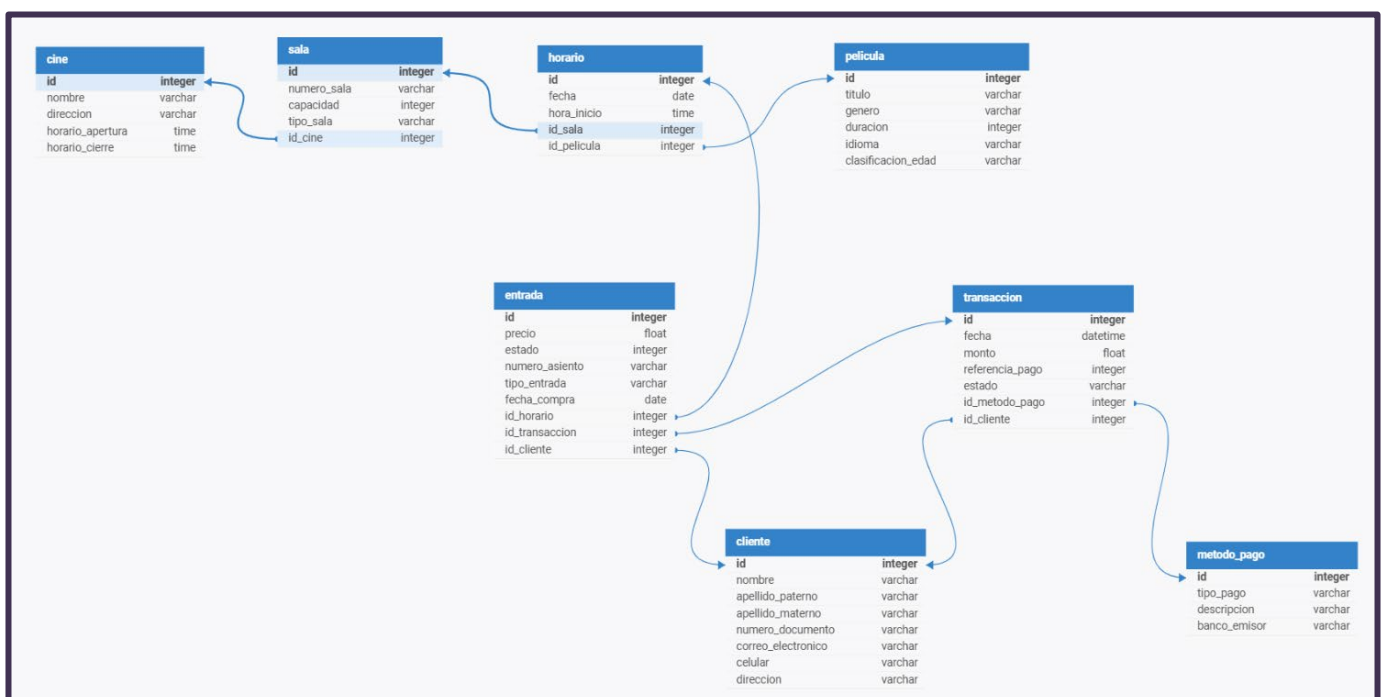 cine
id integer
nombre varchar
direccion varchar
horario_apertura time
horario_cierre time
sala
id integer
numero_sala varchar
capacidad integer
tipo_sala varchar
id_cine integer
horario
id integer
fecha date
hora_inicio time
id_sala integer
id_pelicula integer
pelicula
id integer
titulo varchar
genero varchar
duracion integer
idioma varchar
clasificacion_edad varchar
entrada
id integer
precio float
estado integer
numero_asiento varchar
tipo_entrada varchar
fecha_compra date
id_horario integer
id_transaccion integer
id_cliente integer
transaccion
id integer
fecha datetime
monto float
referencia_pago integer
estado varchar
id_metodo_pago integer
id_cliente integer
cliente
id integer
nombre varchar
apellido_paterno varchar
apellido_materno varchar
numero_documento varchar
correo_electronico varchar
celular varchar
direccion varchar
metodo_pago
id integer
tipo_pago varchar
descripcion varchar
banco_emisor varchar